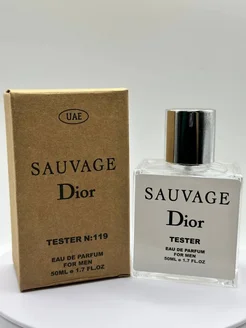 UAE
SAUVAGE
Dior
TESTER N:119
EAU DE PARFUM
FOR MEN
50ML e 1.7 FL.OZ
SAUVAGE
Dior
TESTER
EAU DE PARFUM
FOR MEN
50ML e 1.7 FL.OZ